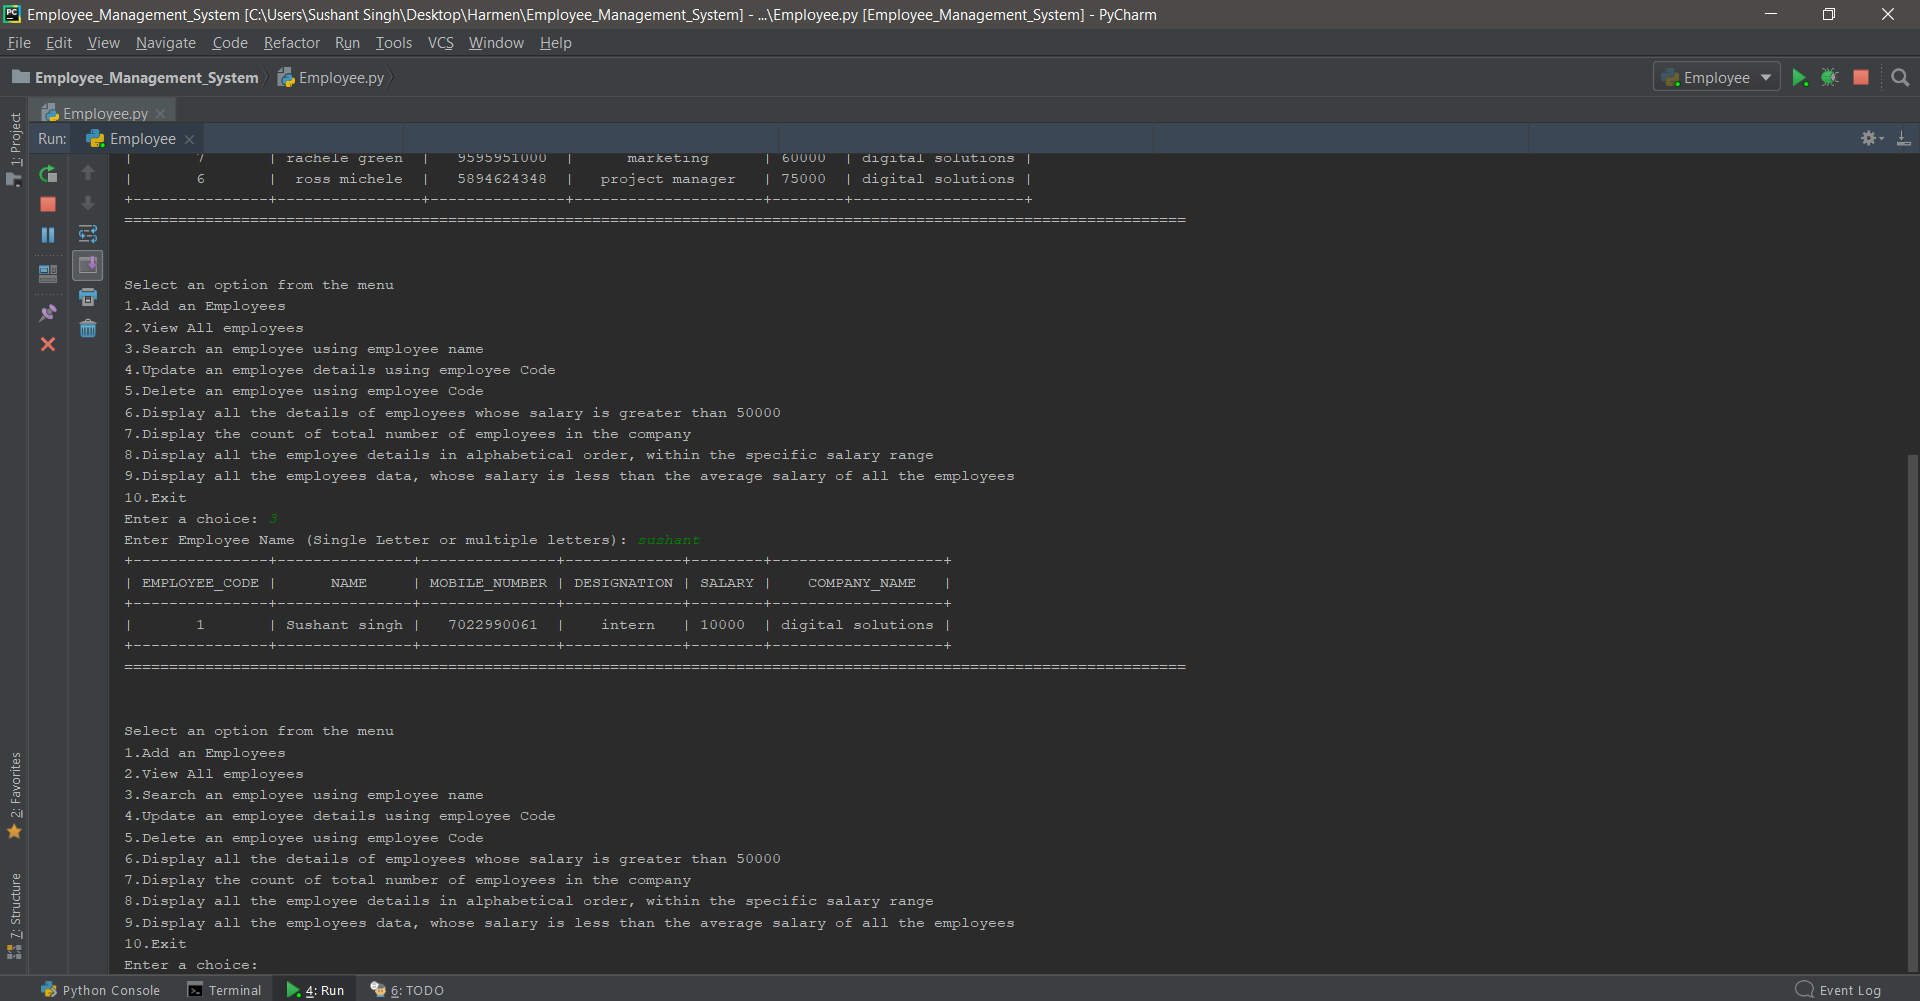 Employee_Management_System [C:\Users\Sushant Singh\Desktop\Harmen\Employee_Management_System] - ...\Employee.py [Employee_Management_System] - PyCharm
File Edit View Navigate Code Refactor Run Tools VCS Window Help
Employee_Management_System Employee.py Employee
Employee.py
Run: Employee
1: Project
2: Favorites
7: Structure
| 7 | rachele green | 9595951000 | marketing | 60000 | digital solutions |
| 6 | ross michele | 5894624348 | project manager | 75000 | digital solutions |
+---------------+----------------+---------------+---------------------+--------+-------------------+
======================================================================================================================
Select an option from the menu
1.Add an Employees
2.View All employees
3.Search an employee using employee name
4.Update an employee details using employee Code
5.Delete an employee using employee Code
6.Display all the details of employees whose salary is greater than 50000
7.Display the count of total number of employees in the company
8.Display all the employee details in alphabetical order, within the specific salary range
9.Display all the employees data, whose salary is less than the average salary of all the employees
10.Exit
Enter a choice: 3
Enter Employee Name (Single Letter or multiple letters): sushant
+---------------+---------------+---------------+-------------+--------+-------------------+
| EMPLOYEE_CODE | NAME | MOBILE_NUMBER | DESIGNATION | SALARY | COMPANY_NAME |
+---------------+---------------+---------------+-------------+--------+-------------------+
| 1 | Sushant singh | 7022990061 | intern | 10000 | digital solutions |
+---------------+---------------+---------------+-------------+--------+-------------------+
======================================================================================================================
Select an option from the menu
1.Add an Employees
2.View All employees
3.Search an employee using employee name
4.Update an employee details using employee Code
5.Delete an employee using employee Code
6.Display all the details of employees whose salary is greater than 50000
7.Display the count of total number of employees in the company
8.Display all the employee details in alphabetical order, within the specific salary range
9.Display all the employees data, whose salary is less than the average salary of all the employees
10.Exit
Enter a choice:
Python Console Terminal 4: Run 6: TODO Event Log